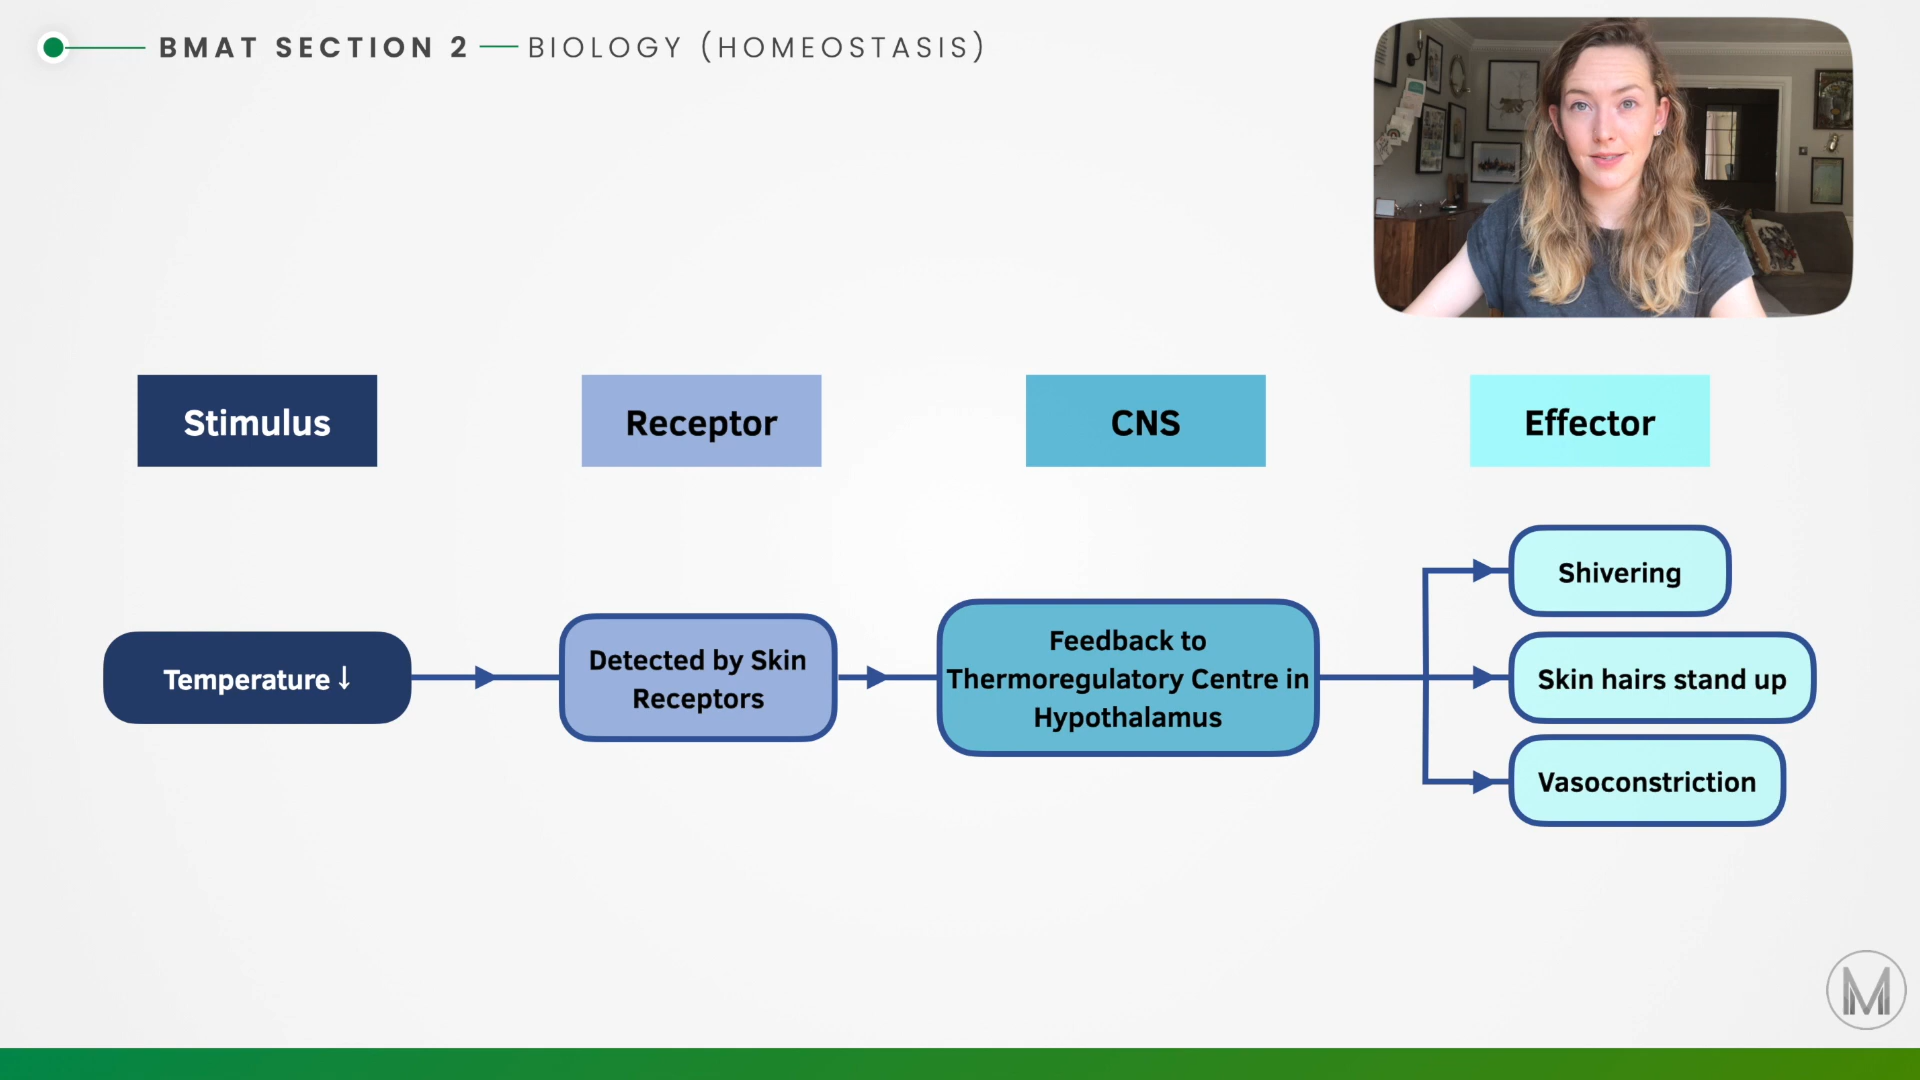 BMAT SECTION 2 — BIOLOGY (HOMEOSTASIS)
Stimulus
Receptor
CNS
Effector
Temperature ↓
Detected by Skin
Receptors
Feedback to
Thermoregulatory Centre in
Hypothalamus
Shivering
Skin hairs stand up
Vasoconstriction
M